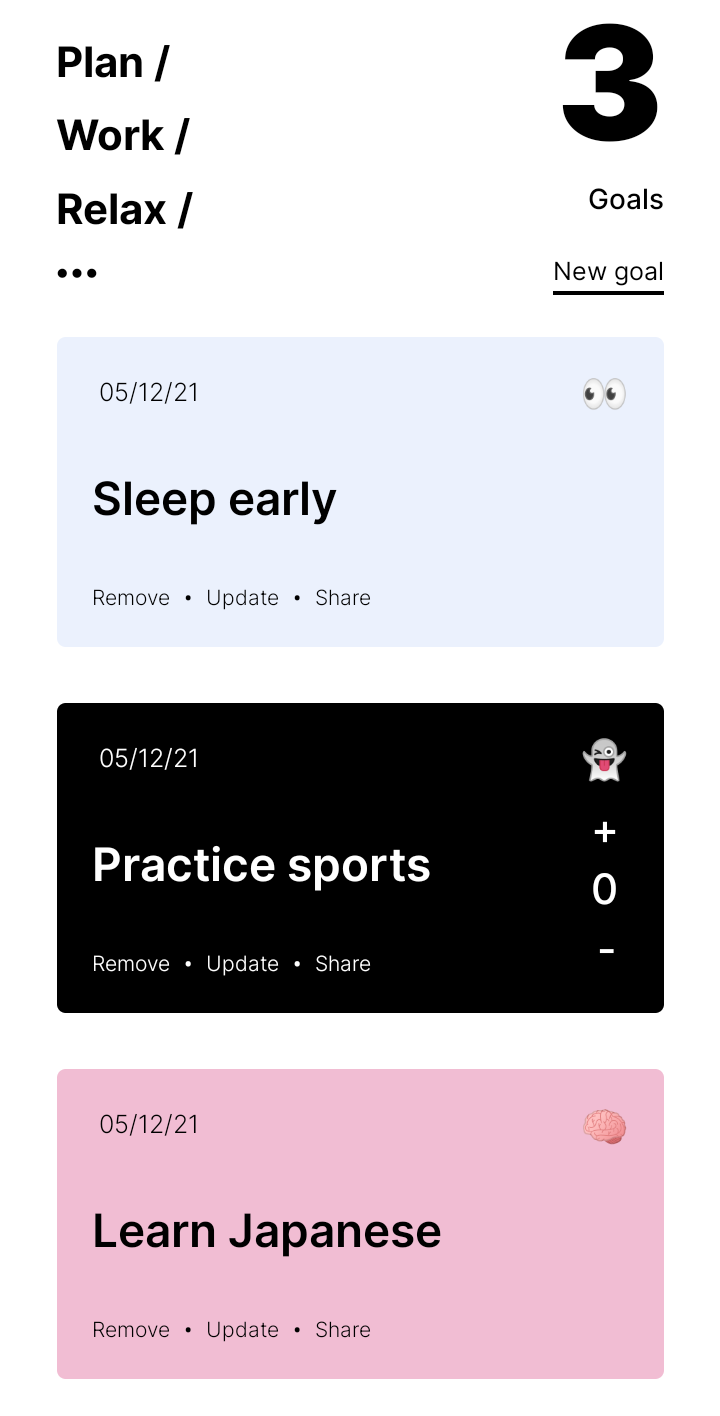 Plan /
Work /
Relax /
•••
3
Goals
New goal
05/12/21
Sleep early
Remove • Update • Share
05/12/21
+
Practice sports
0
-
Remove • Update • Share
05/12/21
Learn Japanese
Remove • Update • Share